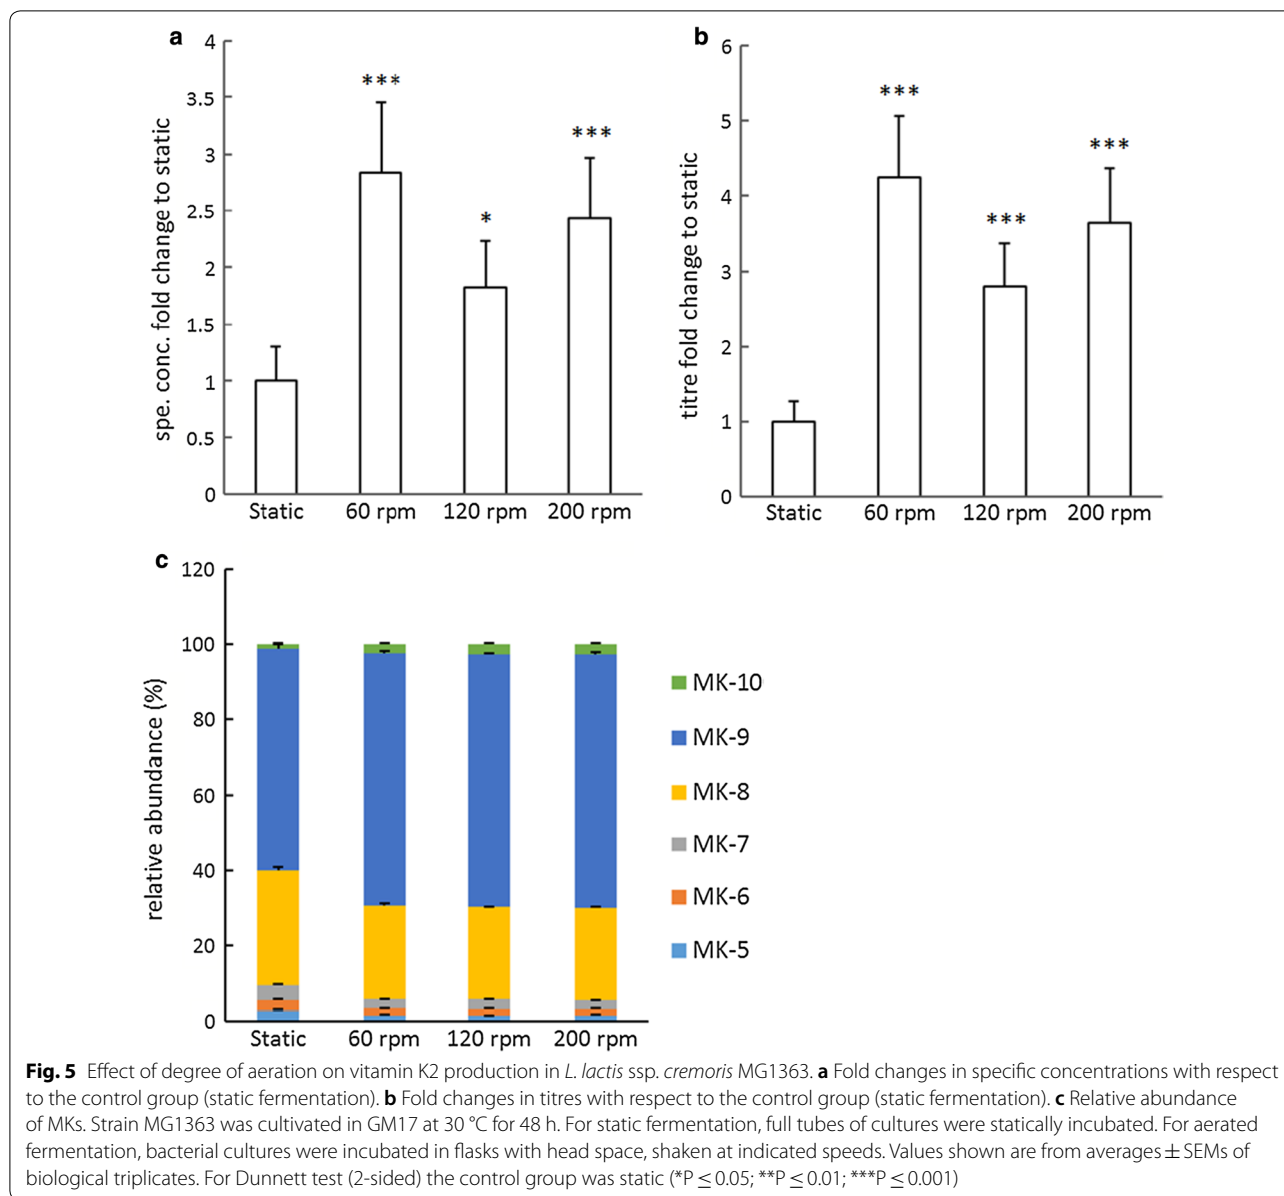 a
4
3.5
3
2.5
2
1.5
1
0.5
0
spe. conc. fold change to static
***
*
***
Static 60 rpm 120 rpm 200 rpm
b
6
5
4
3
2
1
0
titre fold change to static
***
***
***
Static 60 rpm 120 rpm 200 rpm
c
120
100
80
60
40
20
0
relative abundance (%)
Static 60 rpm 120 rpm 200 rpm
MK-10
MK-9
MK-8
MK-7
MK-6
MK-5
Fig. 5 Effect of degree of aeration on vitamin K2 production in L. lactis ssp. cremoris MG1363. a Fold changes in specific concentrations with respect
to the control group (static fermentation). b Fold changes in titres with respect to the control group (static fermentation). c Relative abundance
of MKs. Strain MG1363 was cultivated in GM17 at 30 °C for 48 h. For static fermentation, full tubes of cultures were statically incubated. For aerated
fermentation, bacterial cultures were incubated in flasks with head space, shaken at indicated speeds. Values shown are from averages ± SEMs of
biological triplicates. For Dunnett test (2-sided) the control group was static (*P ≤ 0.05; **P ≤ 0.01; ***P ≤ 0.001)